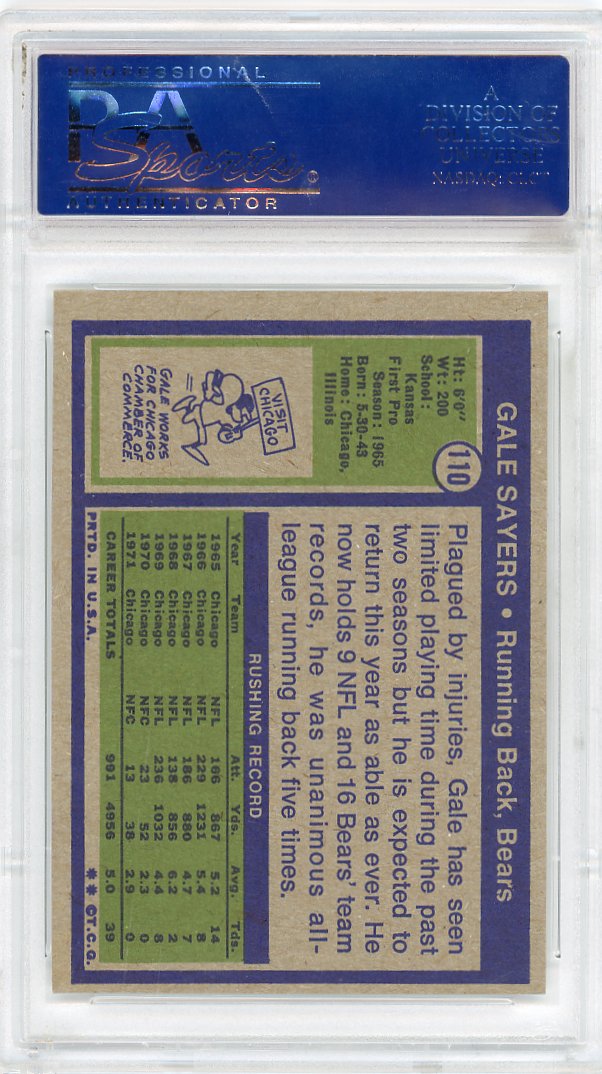 PROFESSIONAL
PSA
Sports®
AUTHENTICATOR
A
DIVISION OF
COLLECTORS
UNIVERSE
NASDAQ: CLCT
GALE SAYERS • Running Back, Bears
110
Ht: 6'0"
Wt: 200
School:
Kansas
First Pro
Season: 1965
Born: 5-30-43
Home: Chicago,
Illinois
VISIT
CHICAGO
GALE WORKS
FOR CHICAGO
CHAMBER OF
COMMERCE.
Plagued by injuries, Gale has seen
limited playing time during the past
two seasons but he is expected to
return this year as able as ever. He
now holds 9 NFL and 16 Bears' team
records, he was unanimous all-
league running back five times.
RUSHING RECORD
Year Team Att. Yds. Avg. Tds.
1965 Chicago NFL 166 867 5.2 14
1966 Chicago NFL 229 1231 5.4 8
1967 Chicago NFL 186 880 4.7 7
1968 Chicago NFL 138 856 6.2 2
1969 Chicago NFL 236 1032 4.4 8
1970 Chicago NFC 23 52 2.3 0
1971 Chicago NFC 13 38 2.9 0
CAREER TOTALS 991 4956 5.0 39
PRTD. IN U.S.A. ** ©T.C.G.